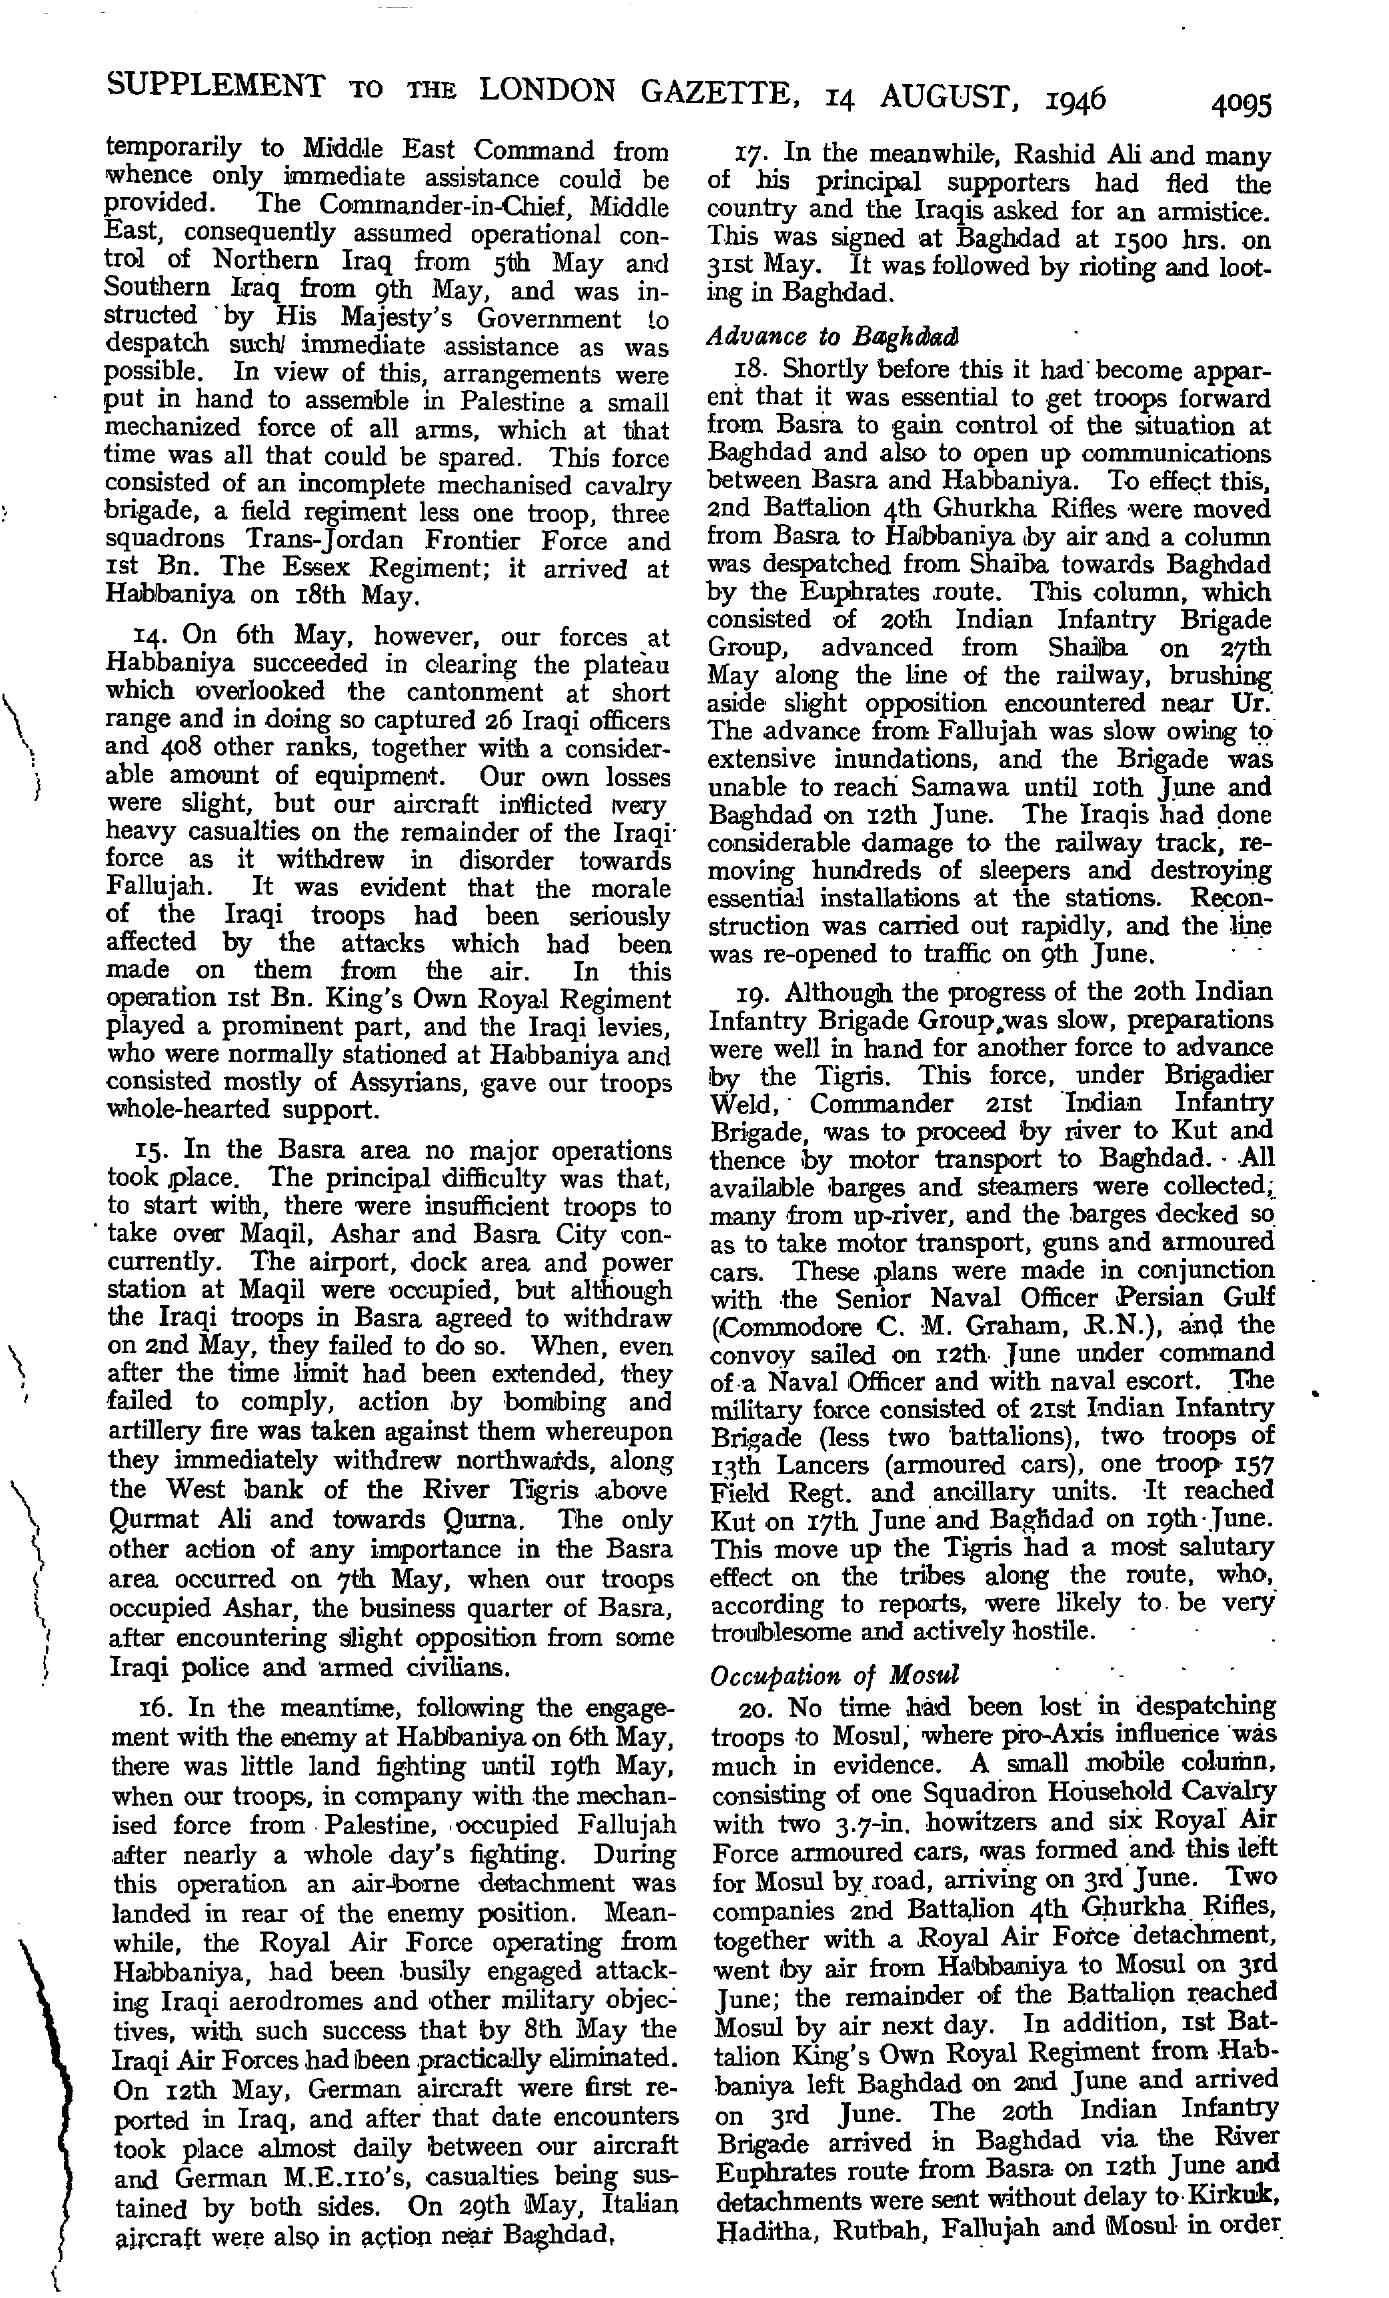 SUPPLEMENT TO THE LONDON GAZETTE, 14 AUGUST, 1946 4095
temporarily to Middle East Command from
whence only immediate assistance could be
provided. The Commander-in-Chief, Middle
East, consequently assumed operational con-
trol of Northern Iraq from 5th May and
Southern Iraq from 9th May, and was in-
structed by His Majesty's Government to
despatch such immediate assistance as was
possible. In view of this, arrangements were
put in hand to assemble in Palestine a small
mechanized force of all arms, which at that
time was all that could be spared. This force
consisted of an incomplete mechanised cavalry
brigade, a field regiment less one troop, three
squadrons Trans-Jordan Frontier Force and
1st Bn. The Essex Regiment; it arrived at
Habbaniya on 18th May.
14. On 6th May, however, our forces at
Habbaniya succeeded in clearing the plateau
which overlooked the cantonment at short
range and in doing so captured 26 Iraqi officers
and 408 other ranks, together with a consider-
able amount of equipment. Our own losses
were slight, but our aircraft inflicted very
heavy casualties on the remainder of the Iraqi
force as it withdrew in disorder towards
Fallujah. It was evident that the morale
of the Iraqi troops had been seriously
affected by the attacks which had been
made on them from the air. In this
operation 1st Bn. King's Own Royal Regiment
played a prominent part, and the Iraqi levies,
who were normally stationed at Habbaniya and
consisted mostly of Assyrians, gave our troops
whole-hearted support.
15. In the Basra area no major operations
took place. The principal difficulty was that,
to start with, there were insufficient troops to
take over Maqil, Ashar and Basra City con-
currently. The airport, dock area and power
station at Maqil were occupied, but although
the Iraqi troops in Basra agreed to withdraw
on 2nd May, they failed to do so. When, even
after the time limit had been extended, they
failed to comply, action by bombing and
artillery fire was taken against them whereupon
they immediately withdrew northwards, along
the West bank of the River Tigris above
Qurmat Ali and towards Qurna. The only
other action of any importance in the Basra
area occurred on 7th May, when our troops
occupied Ashar, the business quarter of Basra,
after encountering slight opposition from some
Iraqi police and armed civilians.
16. In the meantime, following the engage-
ment with the enemy at Habbaniya on 6th May,
there was little land fighting until 19th May,
when our troops, in company with the mechan-
ised force from Palestine, occupied Fallujah
after nearly a whole day's fighting. During
this operation an air-borne detachment was
landed in rear of the enemy position. Mean-
while, the Royal Air Force operating from
Habbaniya, had been busily engaged attack-
ing Iraqi aerodromes and other military objec-
tives, with such success that by 8th May the
Iraqi Air Forces had been practically eliminated.
On 12th May, German aircraft were first re-
ported in Iraq, and after that date encounters
took place almost daily between our aircraft
and German M.E.110's, casualties being sus-
tained by both sides. On 29th May, Italian
aircraft were also in action near Baghdad.
17. In the meanwhile, Rashid Ali and many
of his principal supporters had fled the
country and the Iraqis asked for an armistice.
This was signed at Baghdad at 1500 hrs. on
31st May. It was followed by rioting and loot-
ing in Baghdad.
Advance to Baghdad
18. Shortly before this it had become appar-
ent that it was essential to get troops forward
from Basra to gain control of the situation at
Baghdad and also to open up communications
between Basra and Habbaniya. To effect this,
2nd Battalion 4th Ghurkha Rifles were moved
from Basra to Habbaniya by air and a column
was despatched from Shaiba towards Baghdad
by the Euphrates route. This column, which
consisted of 20th Indian Infantry Brigade
Group, advanced from Shaiba on 27th
May along the line of the railway, brushing
aside slight opposition encountered near Ur.
The advance from Fallujah was slow owing to
extensive inundations, and the Brigade was
unable to reach Samawa until 10th June and
Baghdad on 12th June. The Iraqis had done
considerable damage to the railway track, re-
moving hundreds of sleepers and destroying
essential installations at the stations. Recon-
struction was carried out rapidly, and the line
was re-opened to traffic on 9th June.
19. Although the progress of the 20th Indian
Infantry Brigade Group was slow, preparations
were well in hand for another force to advance
by the Tigris. This force, under Brigadier
Weld, Commander 21st Indian Infantry
Brigade, was to proceed by river to Kut and
thence by motor transport to Baghdad. All
available barges and steamers were collected;
many from up-river, and the barges decked so
as to take motor transport, guns and armoured
cars. These plans were made in conjunction
with the Senior Naval Officer Persian Gulf
(Commodore C. M. Graham, R.N.), and the
convoy sailed on 12th June under command
of a Naval Officer and with naval escort. The
military force consisted of 21st Indian Infantry
Brigade (less two battalions), two troops of
13th Lancers (armoured cars), one troop 157
Field Regt. and ancillary units. It reached
Kut on 17th June and Baghdad on 19th June.
This move up the Tigris had a most salutary
effect on the tribes along the route, who,
according to reports, were likely to be very
troublesome and actively hostile.
Occupation of Mosul
20. No time had been lost in despatching
troops to Mosul, where pro-Axis influence was
much in evidence. A small mobile column,
consisting of one Squadron Household Cavalry
with two 3.7-in. howitzers and six Royal Air
Force armoured cars, was formed and this left
for Mosul by road, arriving on 3rd June. Two
companies 2nd Battalion 4th Ghurkha Rifles,
together with a Royal Air Force detachment,
went by air from Habbaniya to Mosul on 3rd
June; the remainder of the Battalion reached
Mosul by air next day. In addition, 1st Bat-
talion King's Own Royal Regiment from Hab-
baniya left Baghdad on 2nd June and arrived
on 3rd June. The 20th Indian Infantry
Brigade arrived in Baghdad via the River
Euphrates route from Basra on 12th June and
detachments were sent without delay to Kirkuk,
Haditha, Rutbah, Fallujah and Mosul in order